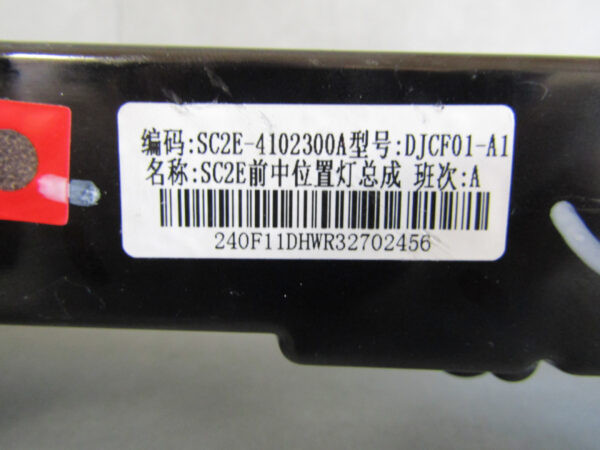 编码:SC2E-4102300A型号:DJCF01-A1
名称:SC2E前中位置灯总成 班次:A
240F11DHWR32702456